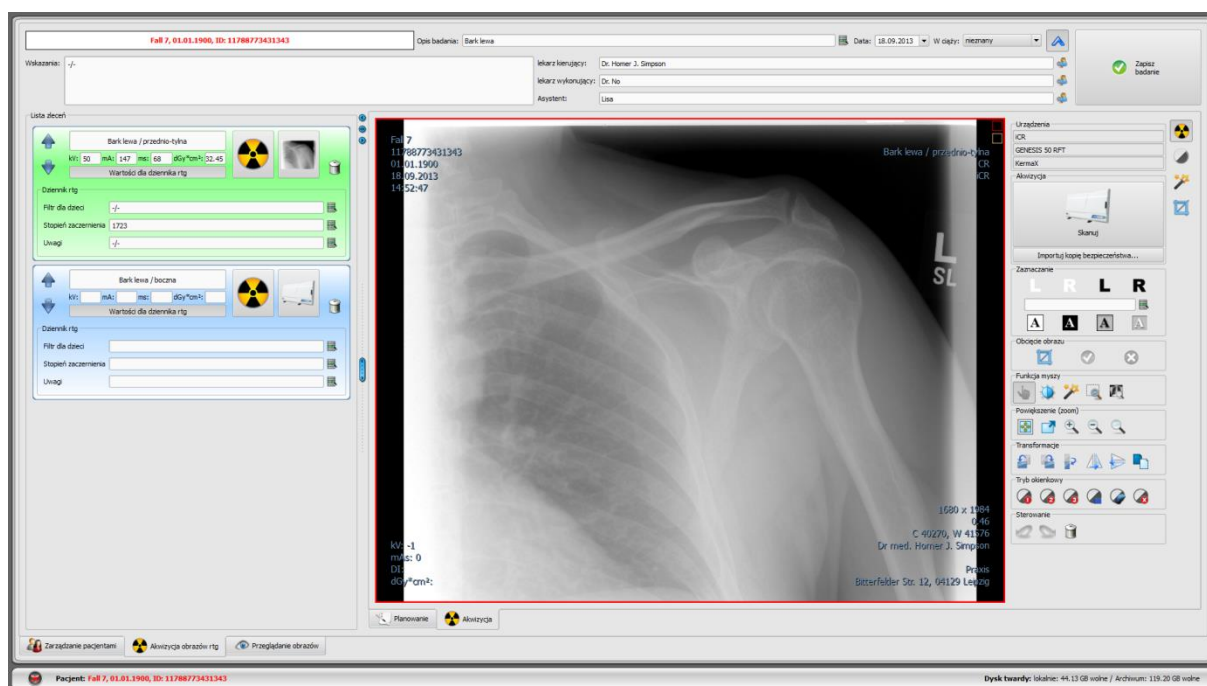 Fall 7, 01.01.1900, ID: 11788773431343
Opis badania: Bark lewa
Data: 18.09.2013 W ciąży: nieznany
Wskazania: -/-
lekarz kierujący: Dr. Homer J. Simpson
lekarz wykonujący: Dr. No
Asystent: Lisa
Zapisz badanie
Lista zleceń
Bark lewa / przednio-tylna
kV: 50 mA: 147 ms: 68 dGy*cm²: 32.45
Wartości dla dziennika rtg
Dziennik rtg
Filtr dla dzieci -/-
Stopień zaczernienia 1723
Uwagi -/-
Bark lewa / boczna
kV: mA: ms: dGy*cm²:
Wartości dla dziennika rtg
Dziennik rtg
Filtr dla dzieci
Stopień zaczernienia
Uwagi
Fall 7
11788773431343
01.01.1900
18.09.2013
14:52:47
Bark lewa / przednio-tylna
CR
iCR
L
SL
kV: -1
mAs: 0
DI:
dGy*cm²:
1680 x 1984
0.46
C 40270, W 41576
Dr med. Homer J. Simpson
Praxis
Bitterfelder Str. 12, 04129 Leipzig
Urządzenia
iCR
GENESIS 50 RPT
KermaX
Akwizycja
Skanuj
Importuj kopię bezpieczeństwa...
Zaznaczanie
L R L R
A A A A
Obcięcie obrazu
Funkcja myszy
Powiększenie (zoom)
Transformacje
Tryb okienkowy
Sterowanie
Planowanie Akwizycja
Zarządzanie pacjentami Akwizycja obrazów rtg Przeglądanie obrazów
Pacjent: Fall 7, 01.01.1900, ID: 11788773431343
Dysk twardy: lokalnie: 44.13 GB wolne / Archiwum: 119.20 GB wolne